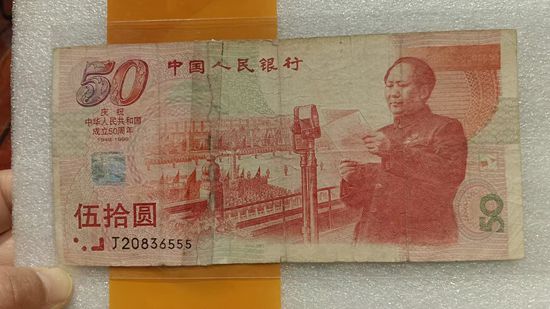 50
中国人民银行
庆祝
中华人民共和国
成立50周年
1949-1999
伍拾圆
J20836555
50